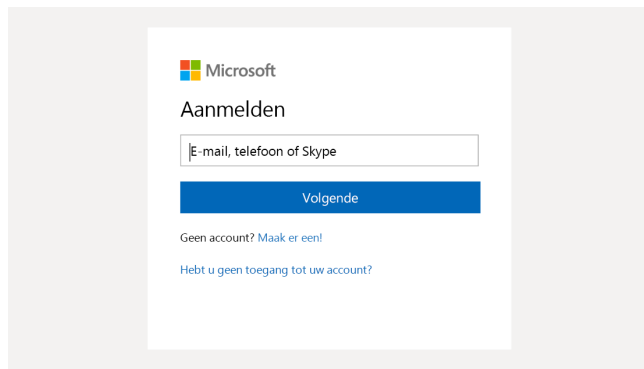 Microsoft
Aanmelden
E-mail, telefoon of Skype
Volgende
Geen account? Maak er een!
Hebt u geen toegang tot uw account?